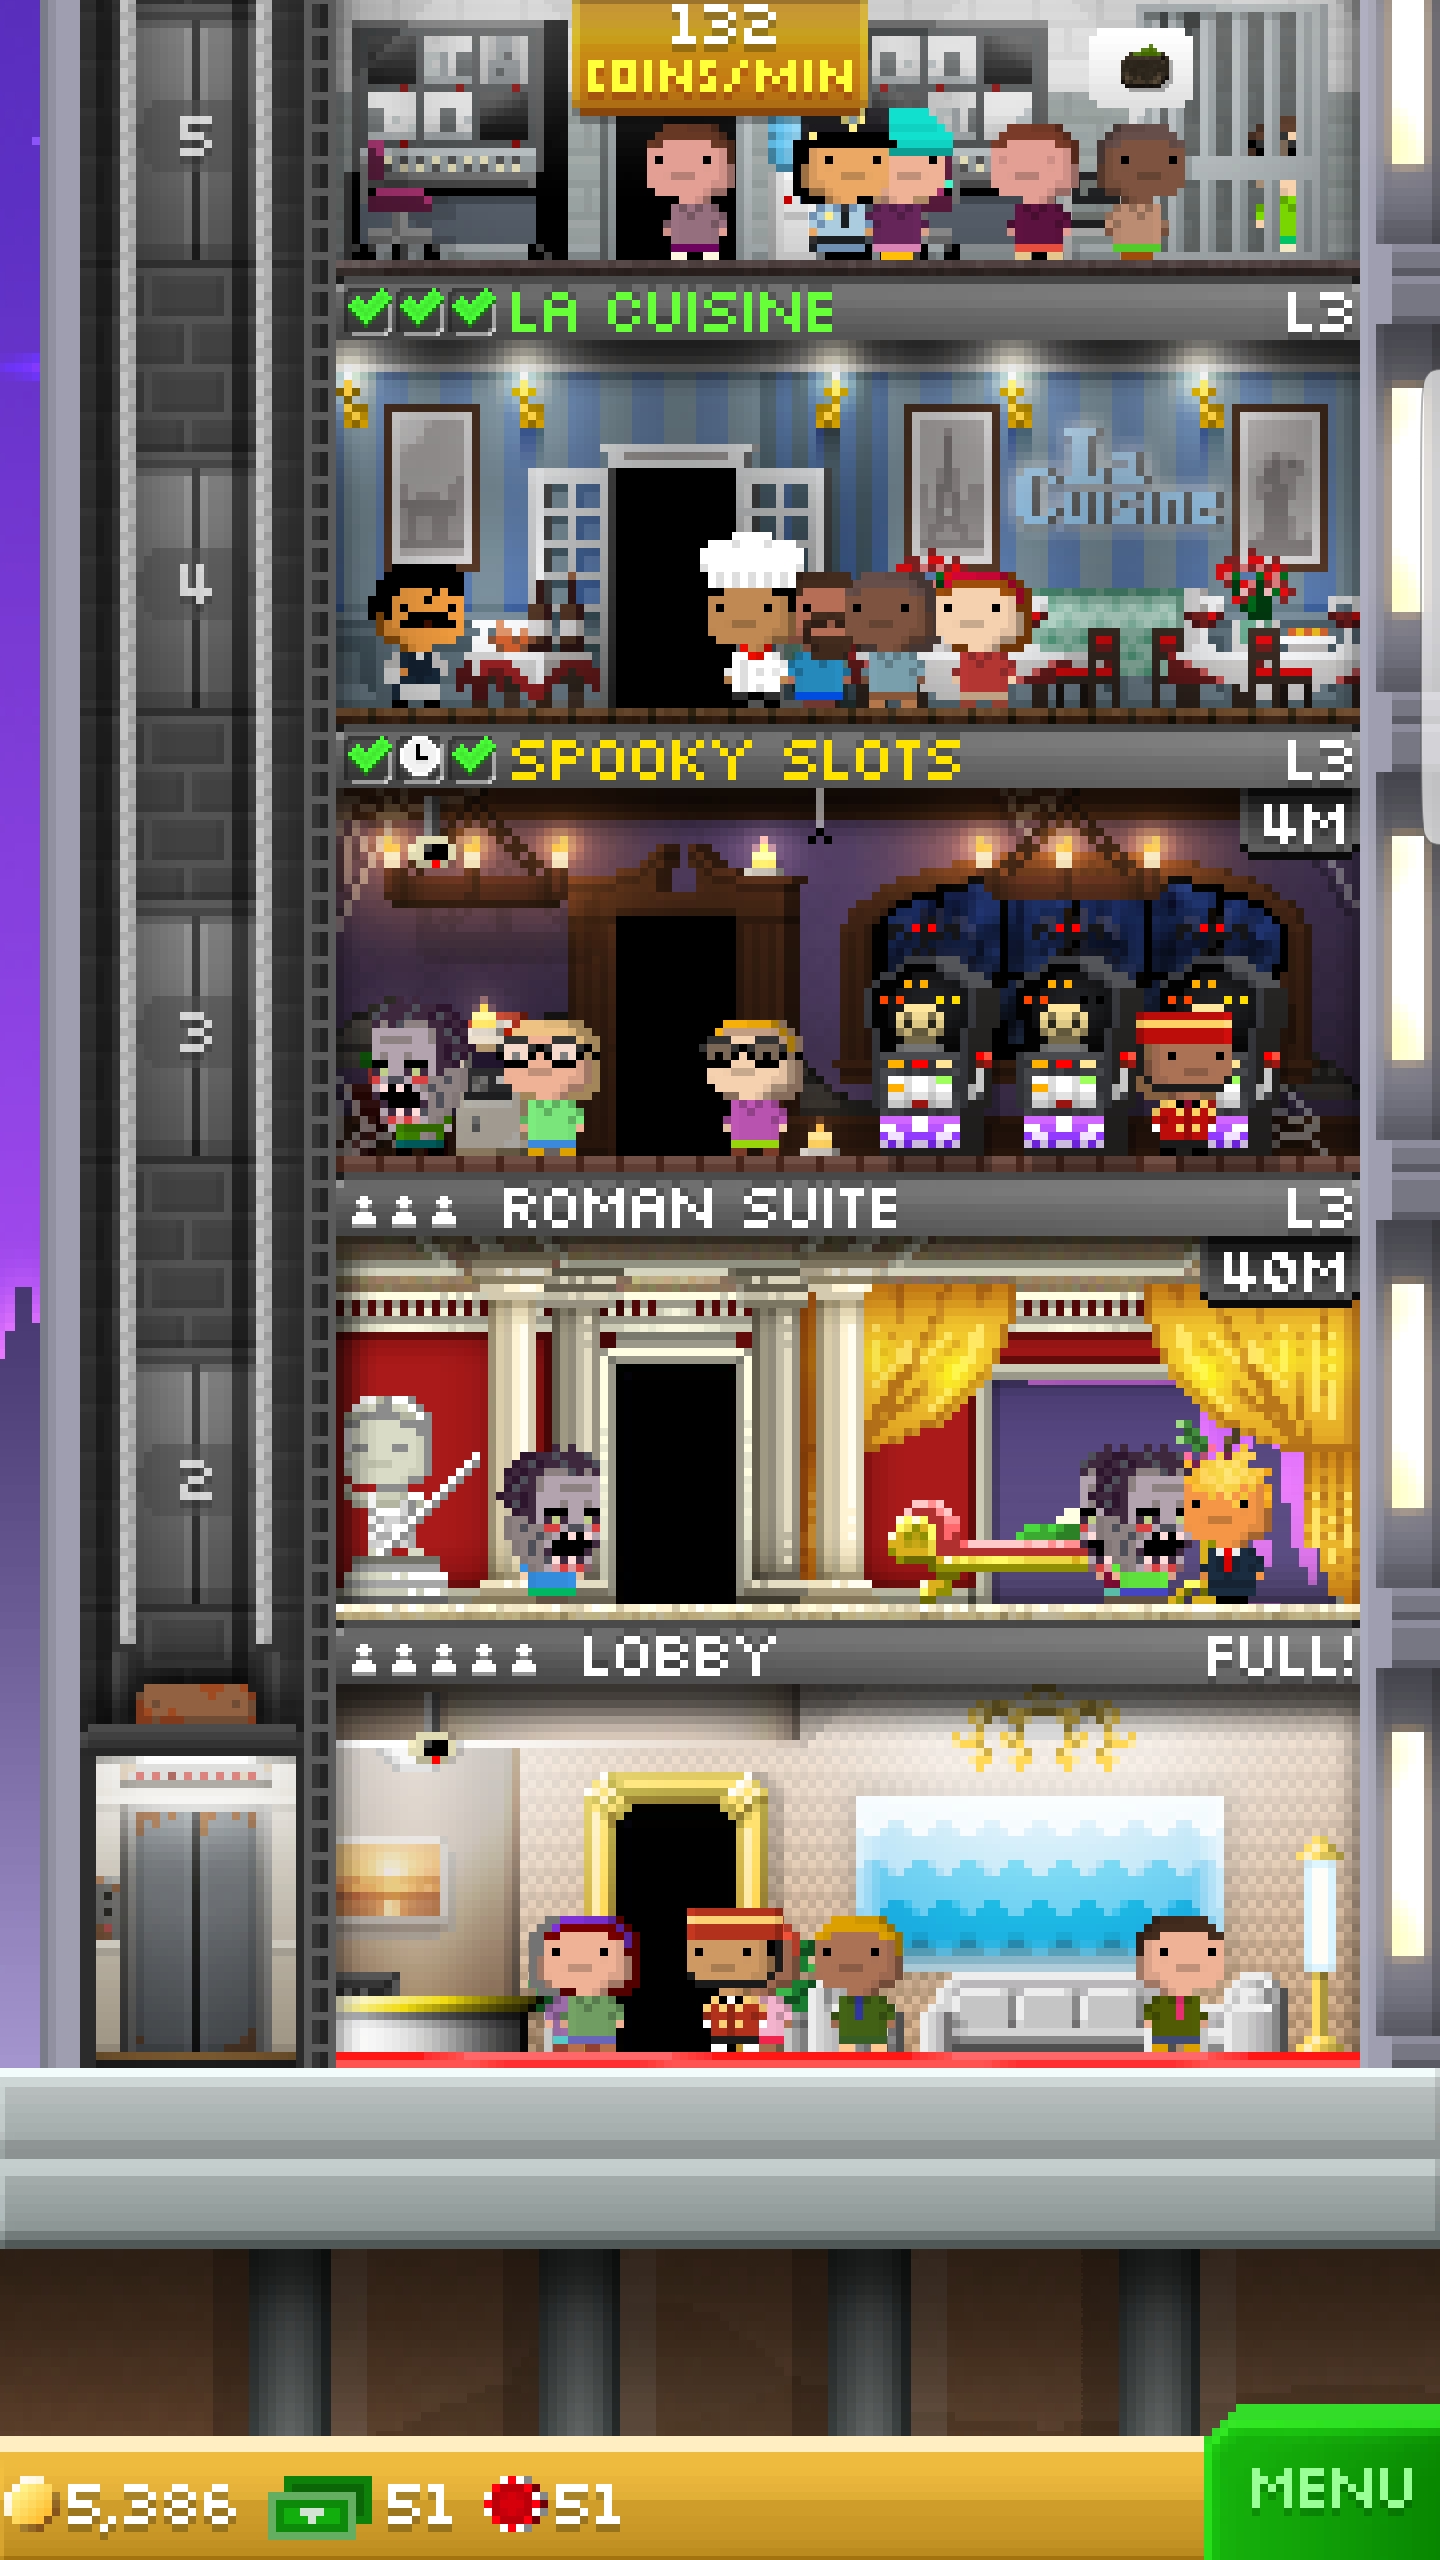 132
COINS/MIN
5
LA CUISINE L3
La
Cuisine
4
SPOOKY SLOTS L3
4M
3
ROMAN SUITE L3
40M
2
LOBBY FULL!
5,386 51 51
MENU